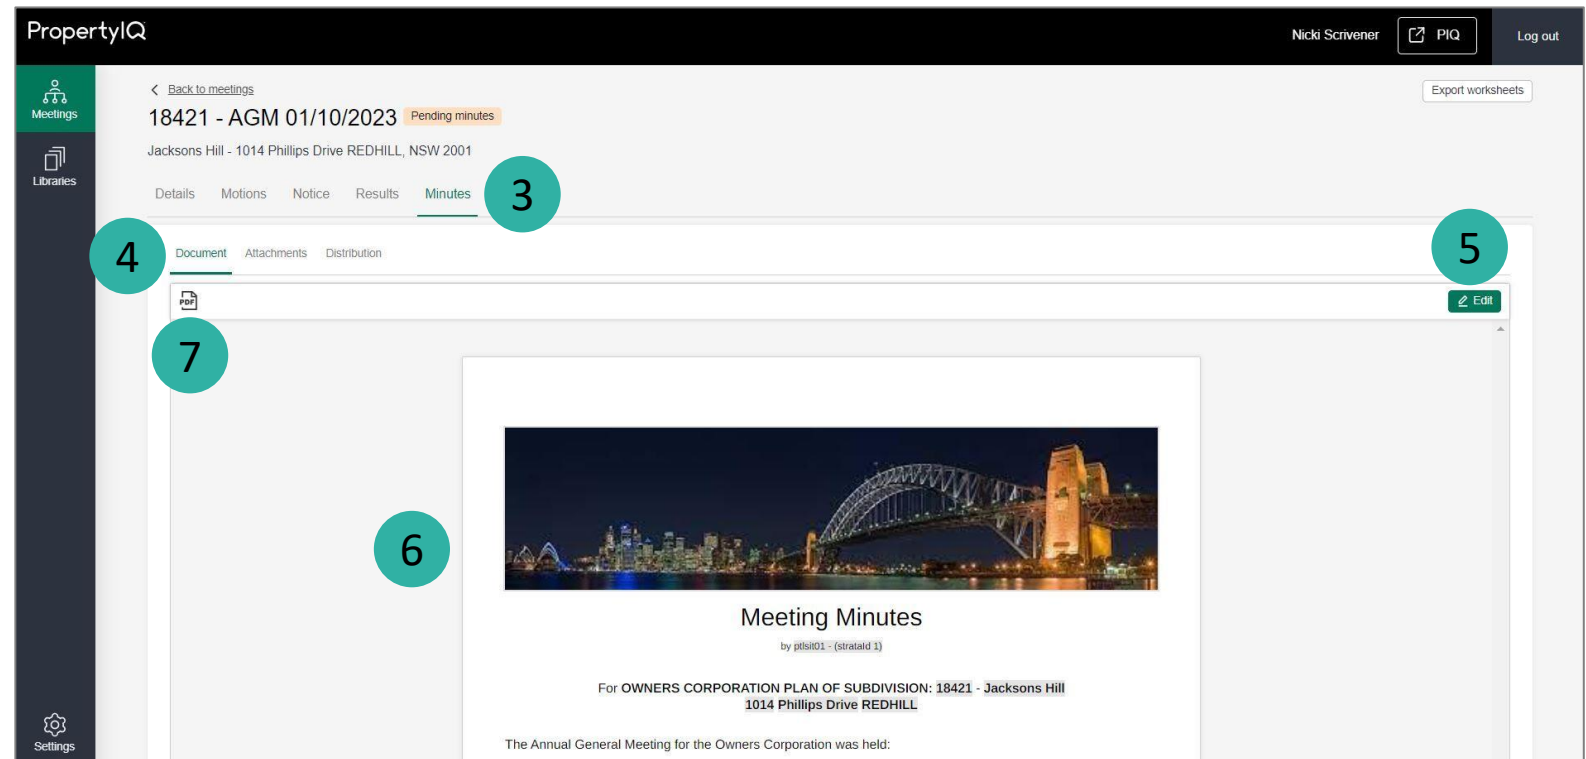 PropertyIQ
Nicki Scrivener PIQ Log out
Meetings
Libraries
Settings
Back to meetings
Export worksheets
18421 - AGM 01/10/2023 Pending minutes
Jacksons Hill - 1014 Phillips Drive REDHILL, NSW 2001
Details Motions Notice Results Minutes 3
4 Document Attachments Distribution 5
PDF Edit
7
6
Meeting Minutes
by ptlsit01 - (strataId 1)
For OWNERS CORPORATION PLAN OF SUBDIVISION: 18421 - Jacksons Hill
1014 Phillips Drive REDHILL
The Annual General Meeting for the Owners Corporation was held: